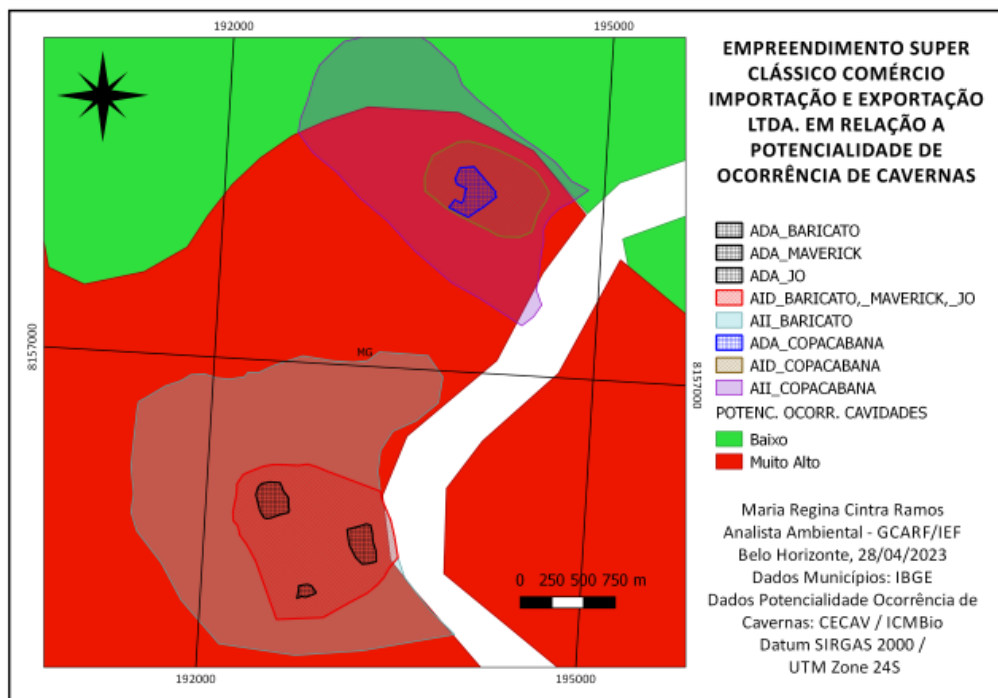 192000
195000
EMPREENDIMENTO SUPER
CLÁSSICO COMÉRCIO
IMPORTAÇÃO E EXPORTAÇÃO
LTDA. EM RELAÇÃO A
POTENCIALIDADE DE
OCORRÊNCIA DE CAVERNAS
ADA_BARICATO
ADA_MAVERICK
ADA_JO
AID_BARICATO,_MAVERICK,_JO
AII_BARICATO
ADA_COPACABANA
AID_COPACABANA
AII_COPACABANA
POTENC. OCORR. CAVIDADES
Baixo
Muito Alto
8157000
MG
8157000
0 250 500 750 m
Maria Regina Cintra Ramos
Analista Ambiental - GCARF/IEF
Belo Horizonte, 28/04/2023
Dados Municípios: IBGE
Dados Potencialidade Ocorrência de
Cavernas: CECAV / ICMBio
Datum SIRGAS 2000 /
UTM Zone 24S
192000
195000